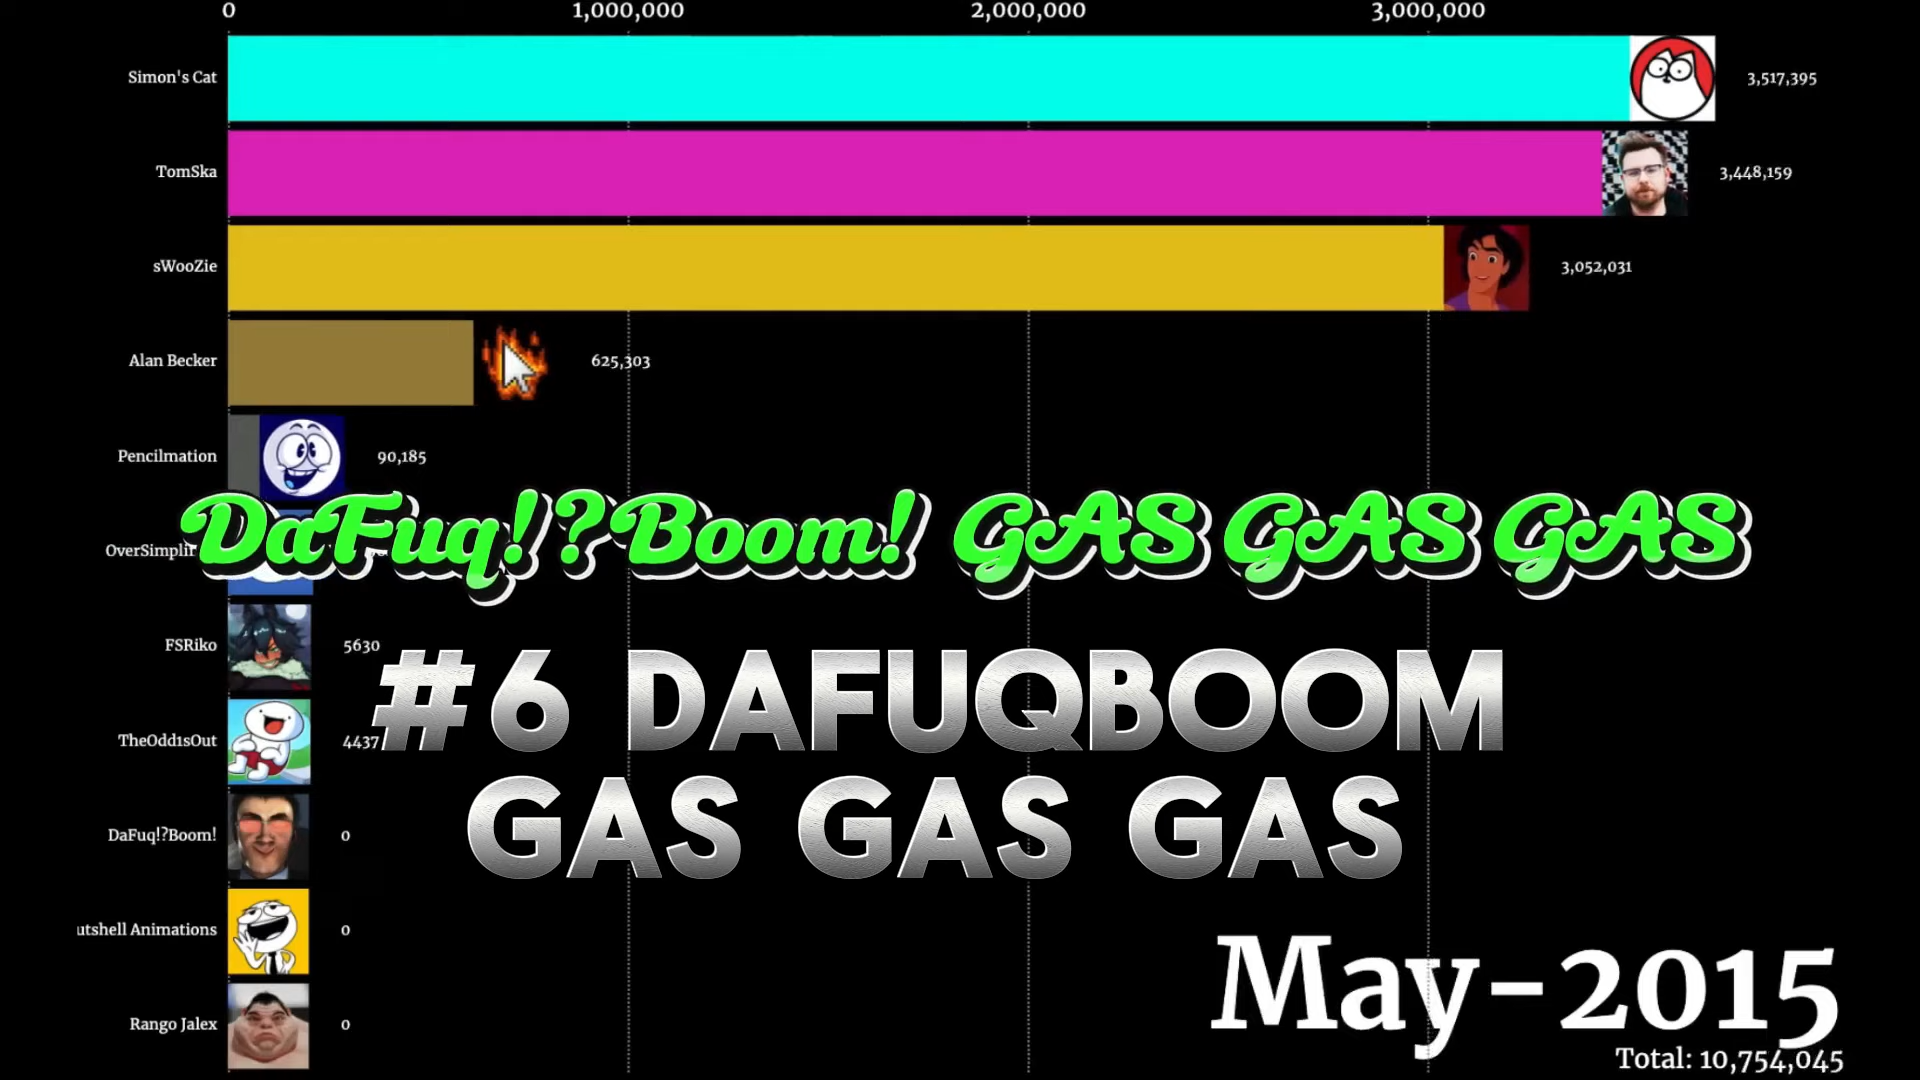 0 1,000,000 2,000,000 3,000,000
Simon's Cat 3,517,395
TomSka 3,448,159
sWooZie 3,052,031
Alan Becker 625,303
Pencilmation 90,185
DaFuq!?Boom! GAS GAS GAS
OverSimpli
FSRiko 5630
#6 DAFUQBOOM
TheOdd1sOut 4437
GAS GAS GAS
DaFuq!?Boom! 0
utshell Animations 0
May-2015
Rango Jalex 0
Total: 10,754,045